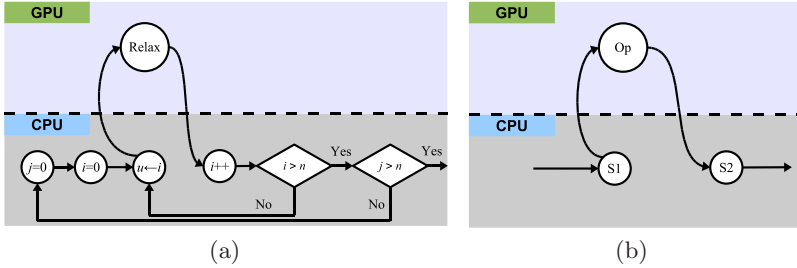 GPU
Relax
CPU
j=0
i=0
u←i
i++
i > n
Yes
j > n
Yes
No
No
(a)
GPU
Op
CPU
S1
S2
(b)